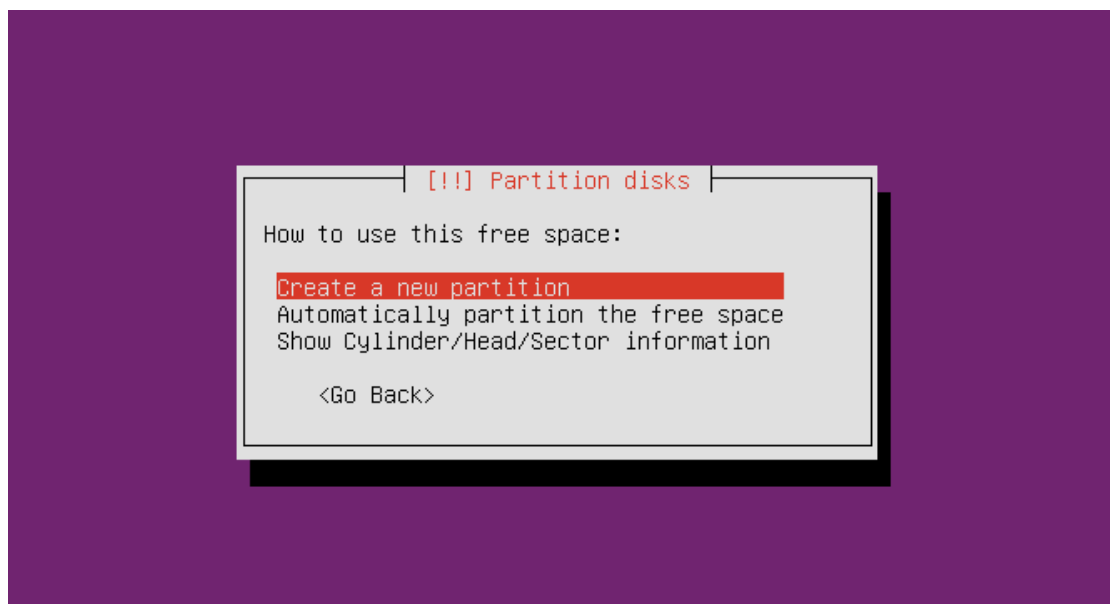 [!!] Partition disks
How to use this free space:
Create a new partition
Automatically partition the free space
Show Cylinder/Head/Sector information
<Go Back>